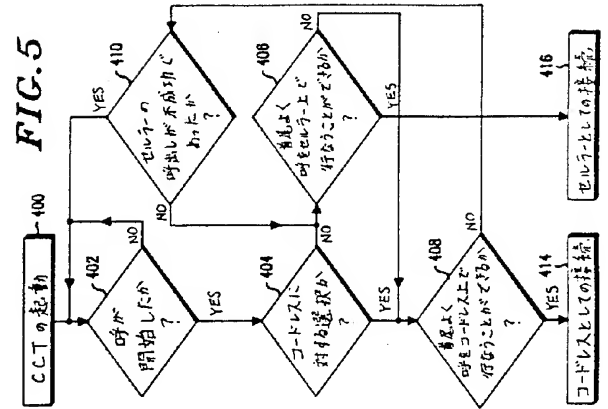 FIG. 5
CCTの起動
400
呼が
開始したか
?
402
NO
YES
コードレスに
対する選択か
?
404
NO
YES
首尾よく
呼をコードレス上で
行なうことができるか
?
408
NO
YES
コードレスとしての接続
414
セルラーの
呼出しが不成功で
あったか
?
410
YES
NO
首尾よく
呼をセルラー上で
行なうことができるか
?
406
NO
YES
セルラーとしての接続
416